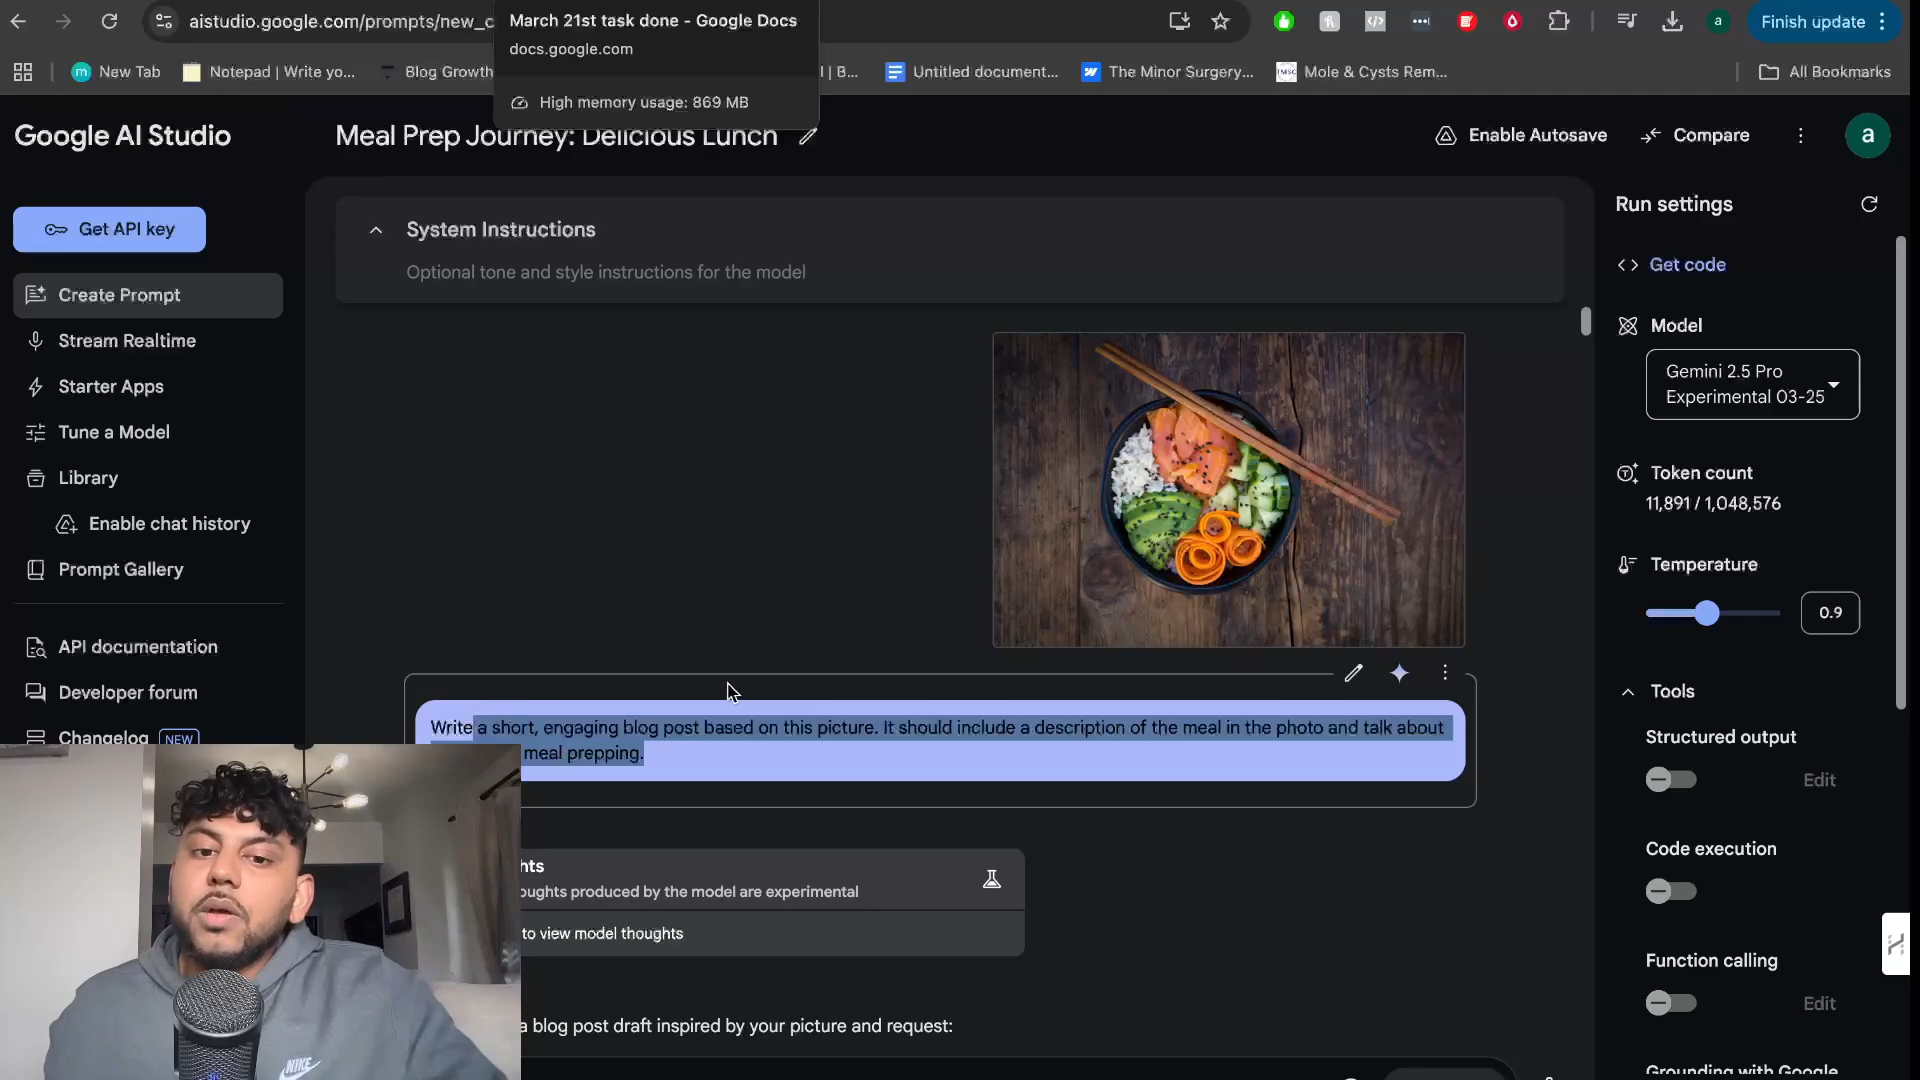 aistudio.google.com/prompts/new_c
March 21st task done - Google Docs
docs.google.com
High memory usage: 869 MB
a
Finish update
New Tab
Notepad | Write yo...
Blog Growth
l | B...
Untitled document...
The Minor Surgery...
TMSC
Mole & Cysts Rem...
All Bookmarks
Google AI Studio
Meal Prep Journey: Delicious Lunch
Enable Autosave
Compare
a
Get API key
Create Prompt
Stream Realtime
Starter Apps
Tune a Model
Library
Enable chat history
Prompt Gallery
API documentation
Developer forum
Changelog NEW
System Instructions
Optional tone and style instructions for the model
Write a short, engaging blog post based on this picture. It should include a description of the meal in the photo and talk about
meal prepping.
hts
oughts produced by the model are experimental
to view model thoughts
a blog post draft inspired by your picture and request:
Run settings
Get code
Model
Gemini 2.5 Pro
Experimental 03-25
Token count
11,891 / 1,048,576
Temperature
0.9
Tools
Structured output
Edit
Code execution
Function calling
Edit
Grounding with Google
NIKE